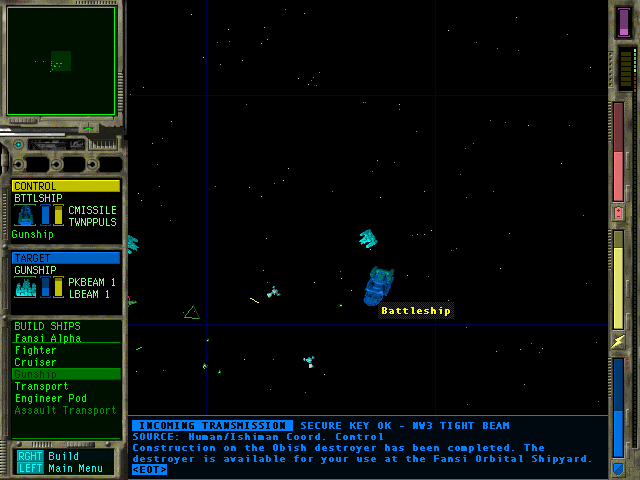 CONTROL
BTTLSHIP
CMISSILE
TWNPPULS
Gunship
TARGET
GUNSHIP
PKBEAM 1
LBEAM 1
BUILD SHIPS
Fansi Alpha
Fighter
Cruiser
Gunship
Transport
Engineer Pod
Assault Transport
RGHT Build
LEFT Main Menu
Battleship
INCOMING TRANSMISSION SECURE KEY OK - NW3 TIGHT BEAM
SOURCE: Human/Ishiman Coord. Control
Construction on the Obish destroyer has been completed. The
destroyer is available for your use at the Fansi Orbital Shipyard.
<EOT>